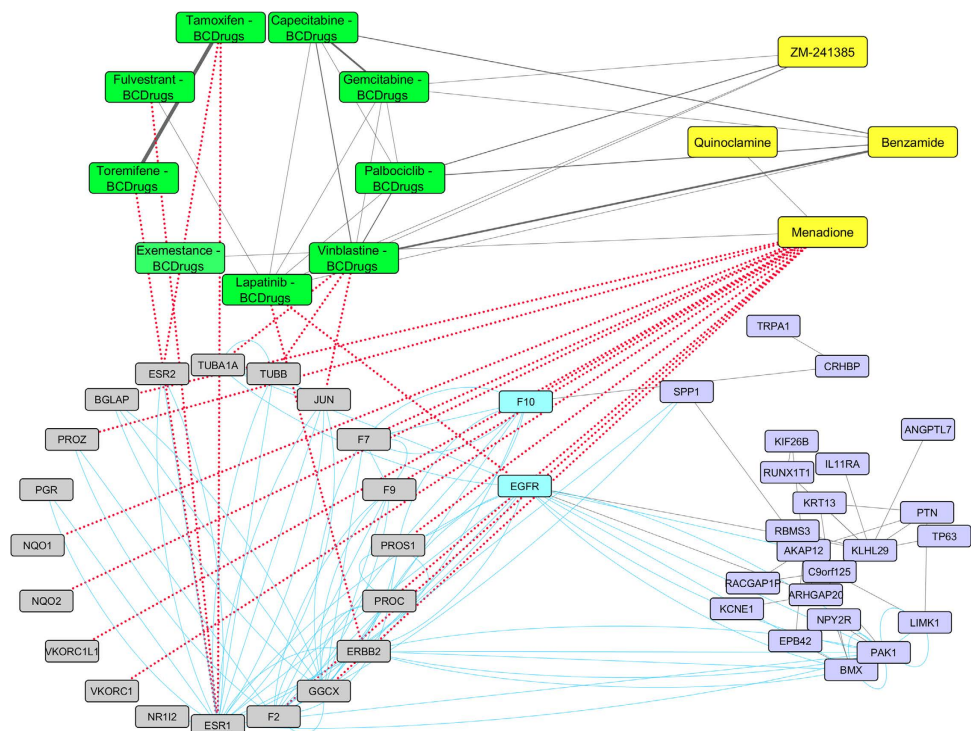 Tamoxifen -
BCDrugs
Capecitabine -
BCDrugs
ZM-241385
Fulvestrant -
BCDrugs
Gemcitabine -
BCDrugs
Quinoclamine
Benzamide
Toremifene -
BCDrugs
Palbociclib -
BCDrugs
Menadione
Exemestance -
BCDrugs
Vinblastine -
BCDrugs
Lapatinib -
BCDrugs
TRPA1
CRHBP
TUBA1A
ESR2
TUBB
SPP1
BGLAP
JUN
F10
ANGPTL7
PROZ
F7
KIF26B
IL11RA
RUNX1T1
PGR
F9
EGFR
KRT13
PTN
RBMS3
TP63
NQO1
PROS1
AKAP12
KLHL29
C9orf125
RACGAP1P
ARHGAP20
NQO2
PROC
KCNE1
NPY2R
LIMK1
EPB42
VKORC1L1
ERBB2
PAK1
BMX
VKORC1
GGCX
NR1I2
F2
ESR1